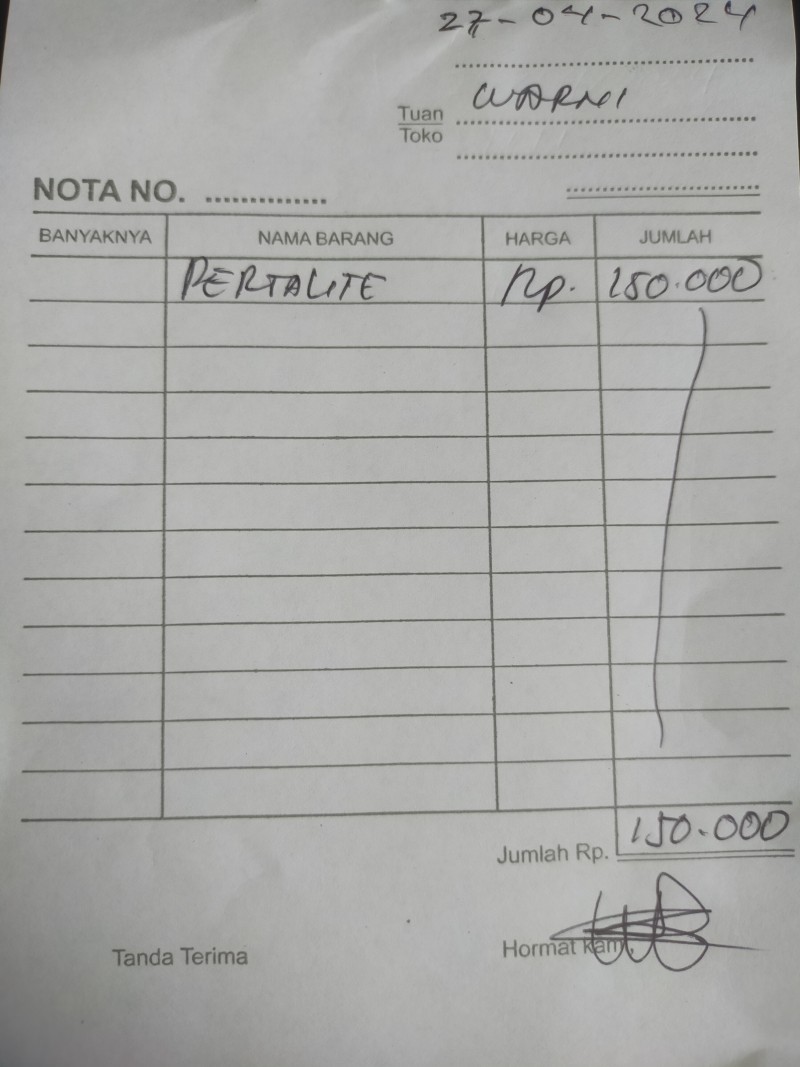 27-04-2024
WARNI
Tuan
Toko
NOTA NO. ..............
BANYAKNYA NAMA BARANG HARGA JUMLAH
PERTALITE Rp. 150.000
Jumlah Rp. 150.000
Tanda Terima Hormat kami,